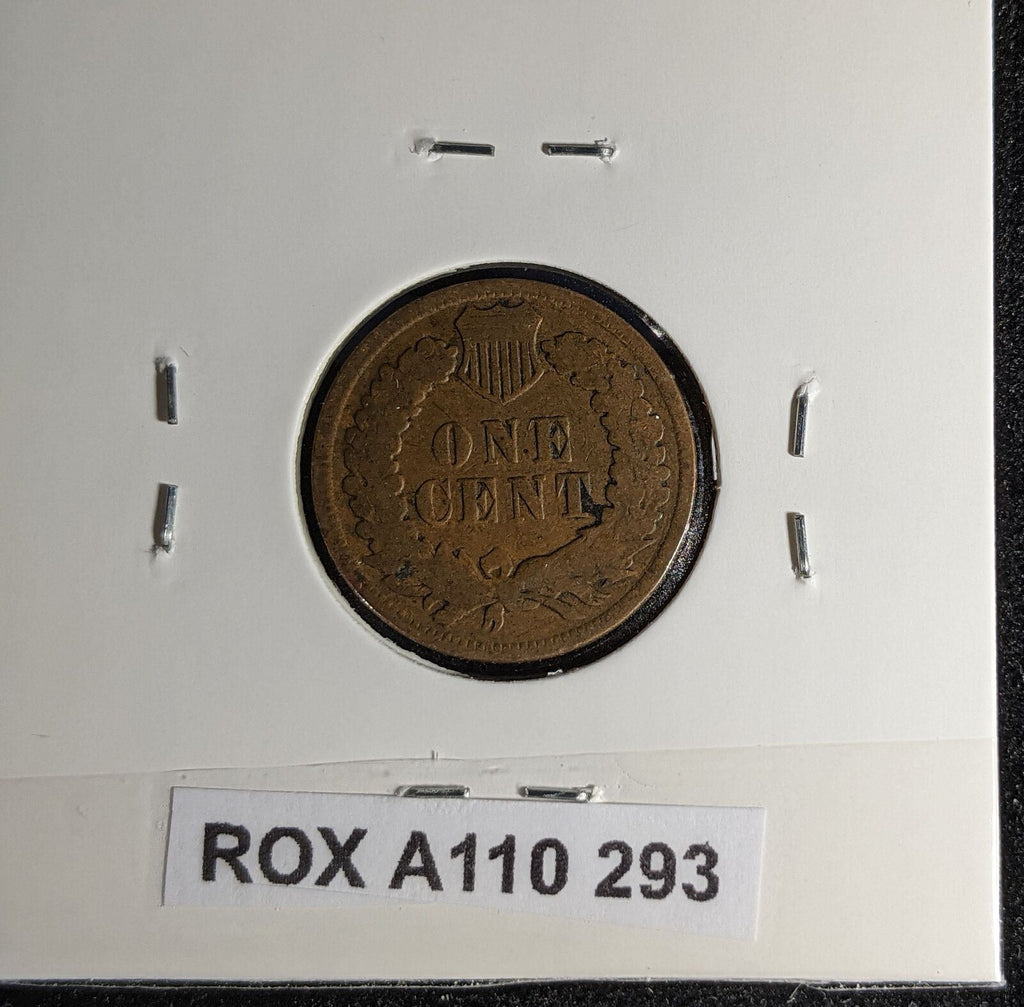 ONE
CENT
ROX A110 293